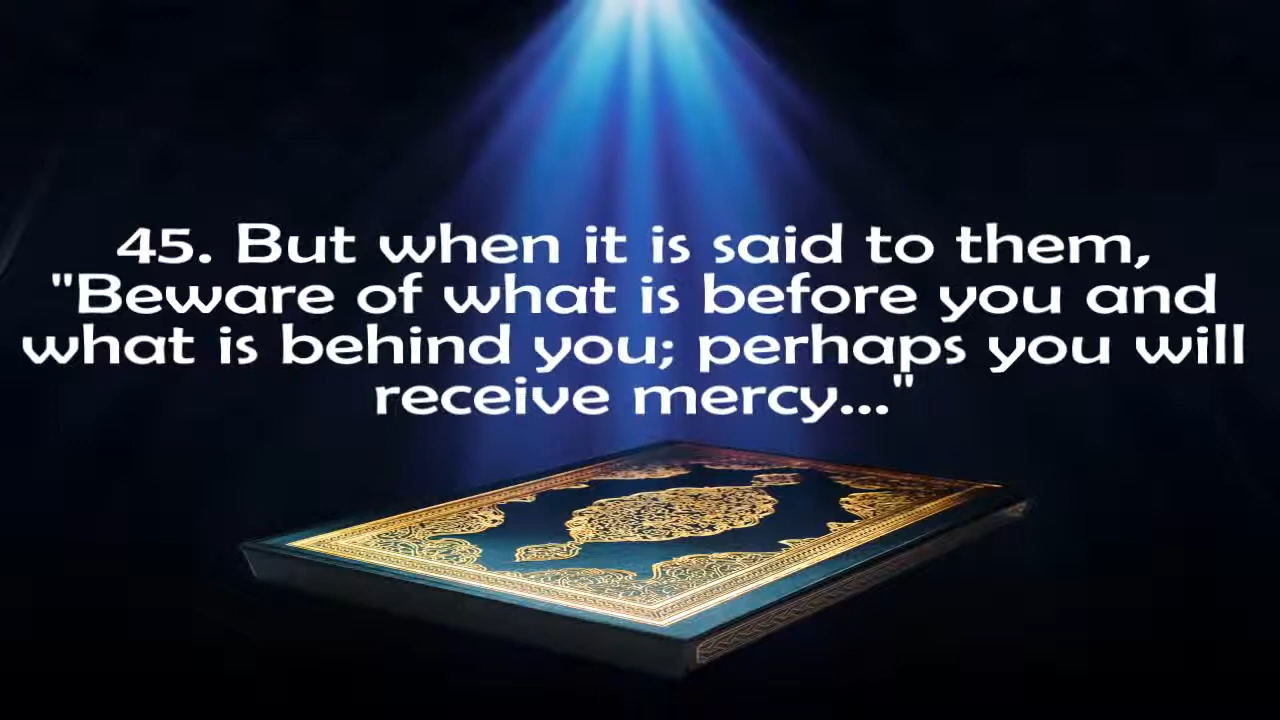 45. But when it is said to them,
"Beware of what is before you and
what is behind you; perhaps you will
receive mercy..."